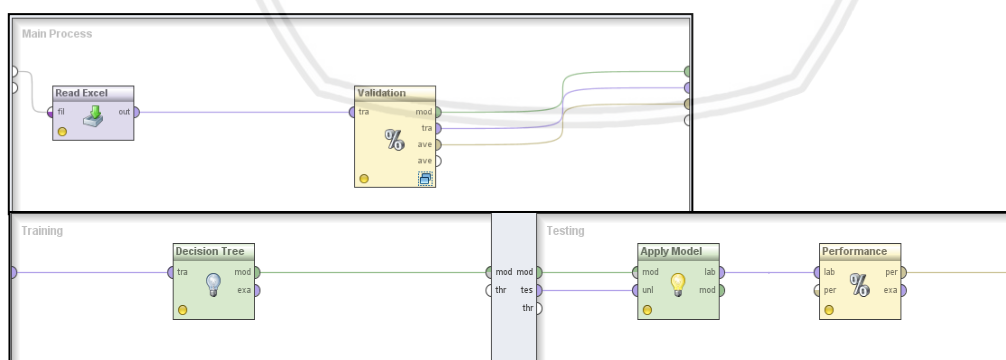 Main Process
Read Excel
fil out
Validation
tra mod
tra
ave
ave
Training
Decision Tree
tra mod
exa
mod mod
thr tes
thr
Testing
Apply Model
mod lab
unl mod
Performance
lab per
per exa